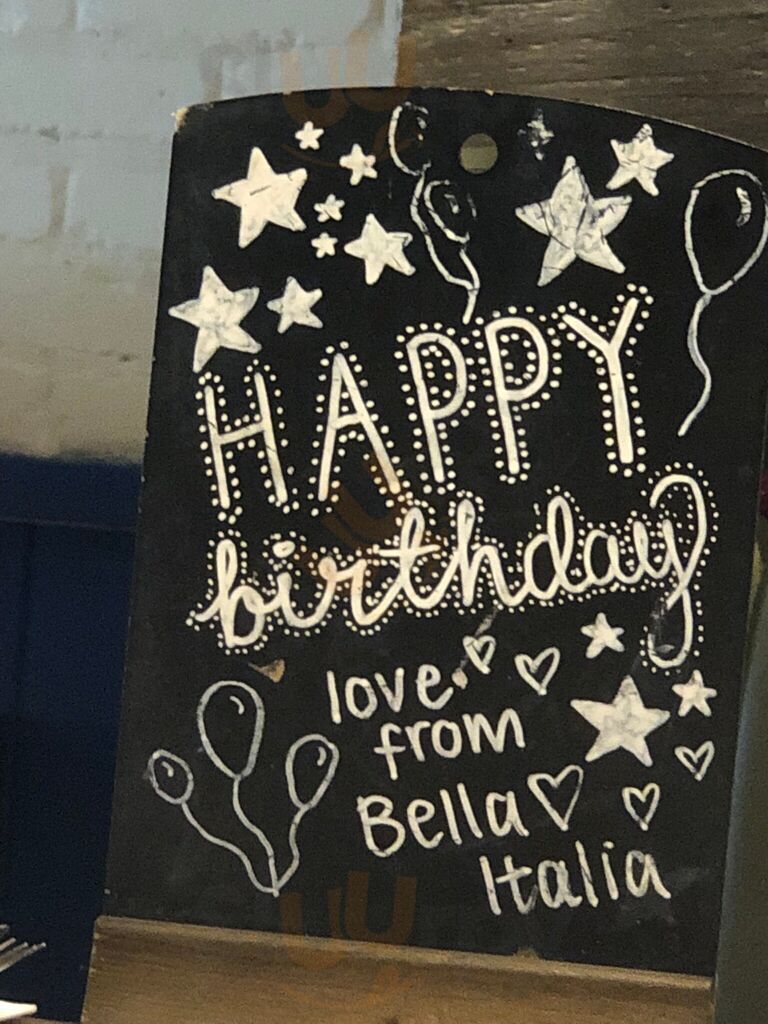 HAPPY
birthday
love
from
Bella
Italia